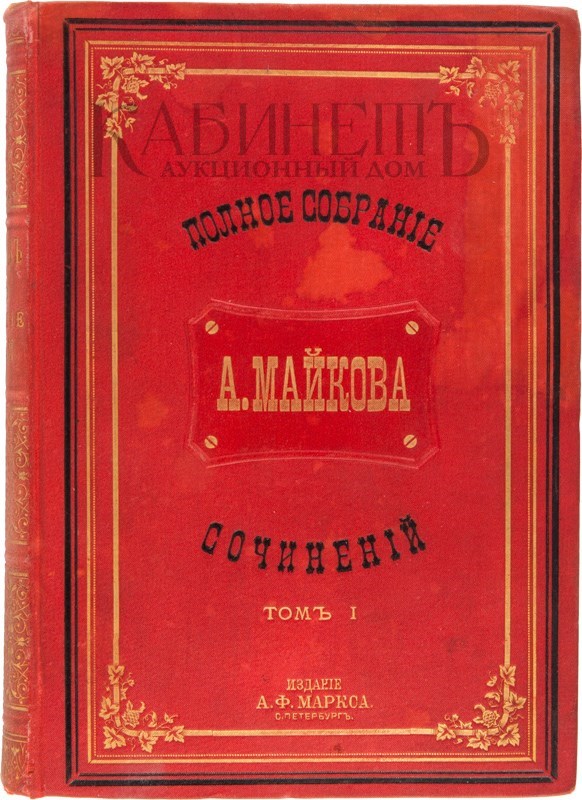 КАБИНЕТЪ
АУКЦИОННЫЙ ДОМ
ПОЛНОЕ СОБРАНІЕ
А. МАЙКОВА
СОЧИНЕНІЙ
ТОМЪ I
ИЗДАНІЕ
А. Ф. МАРКСА.
С.ПЕТЕРБУРГЪ.